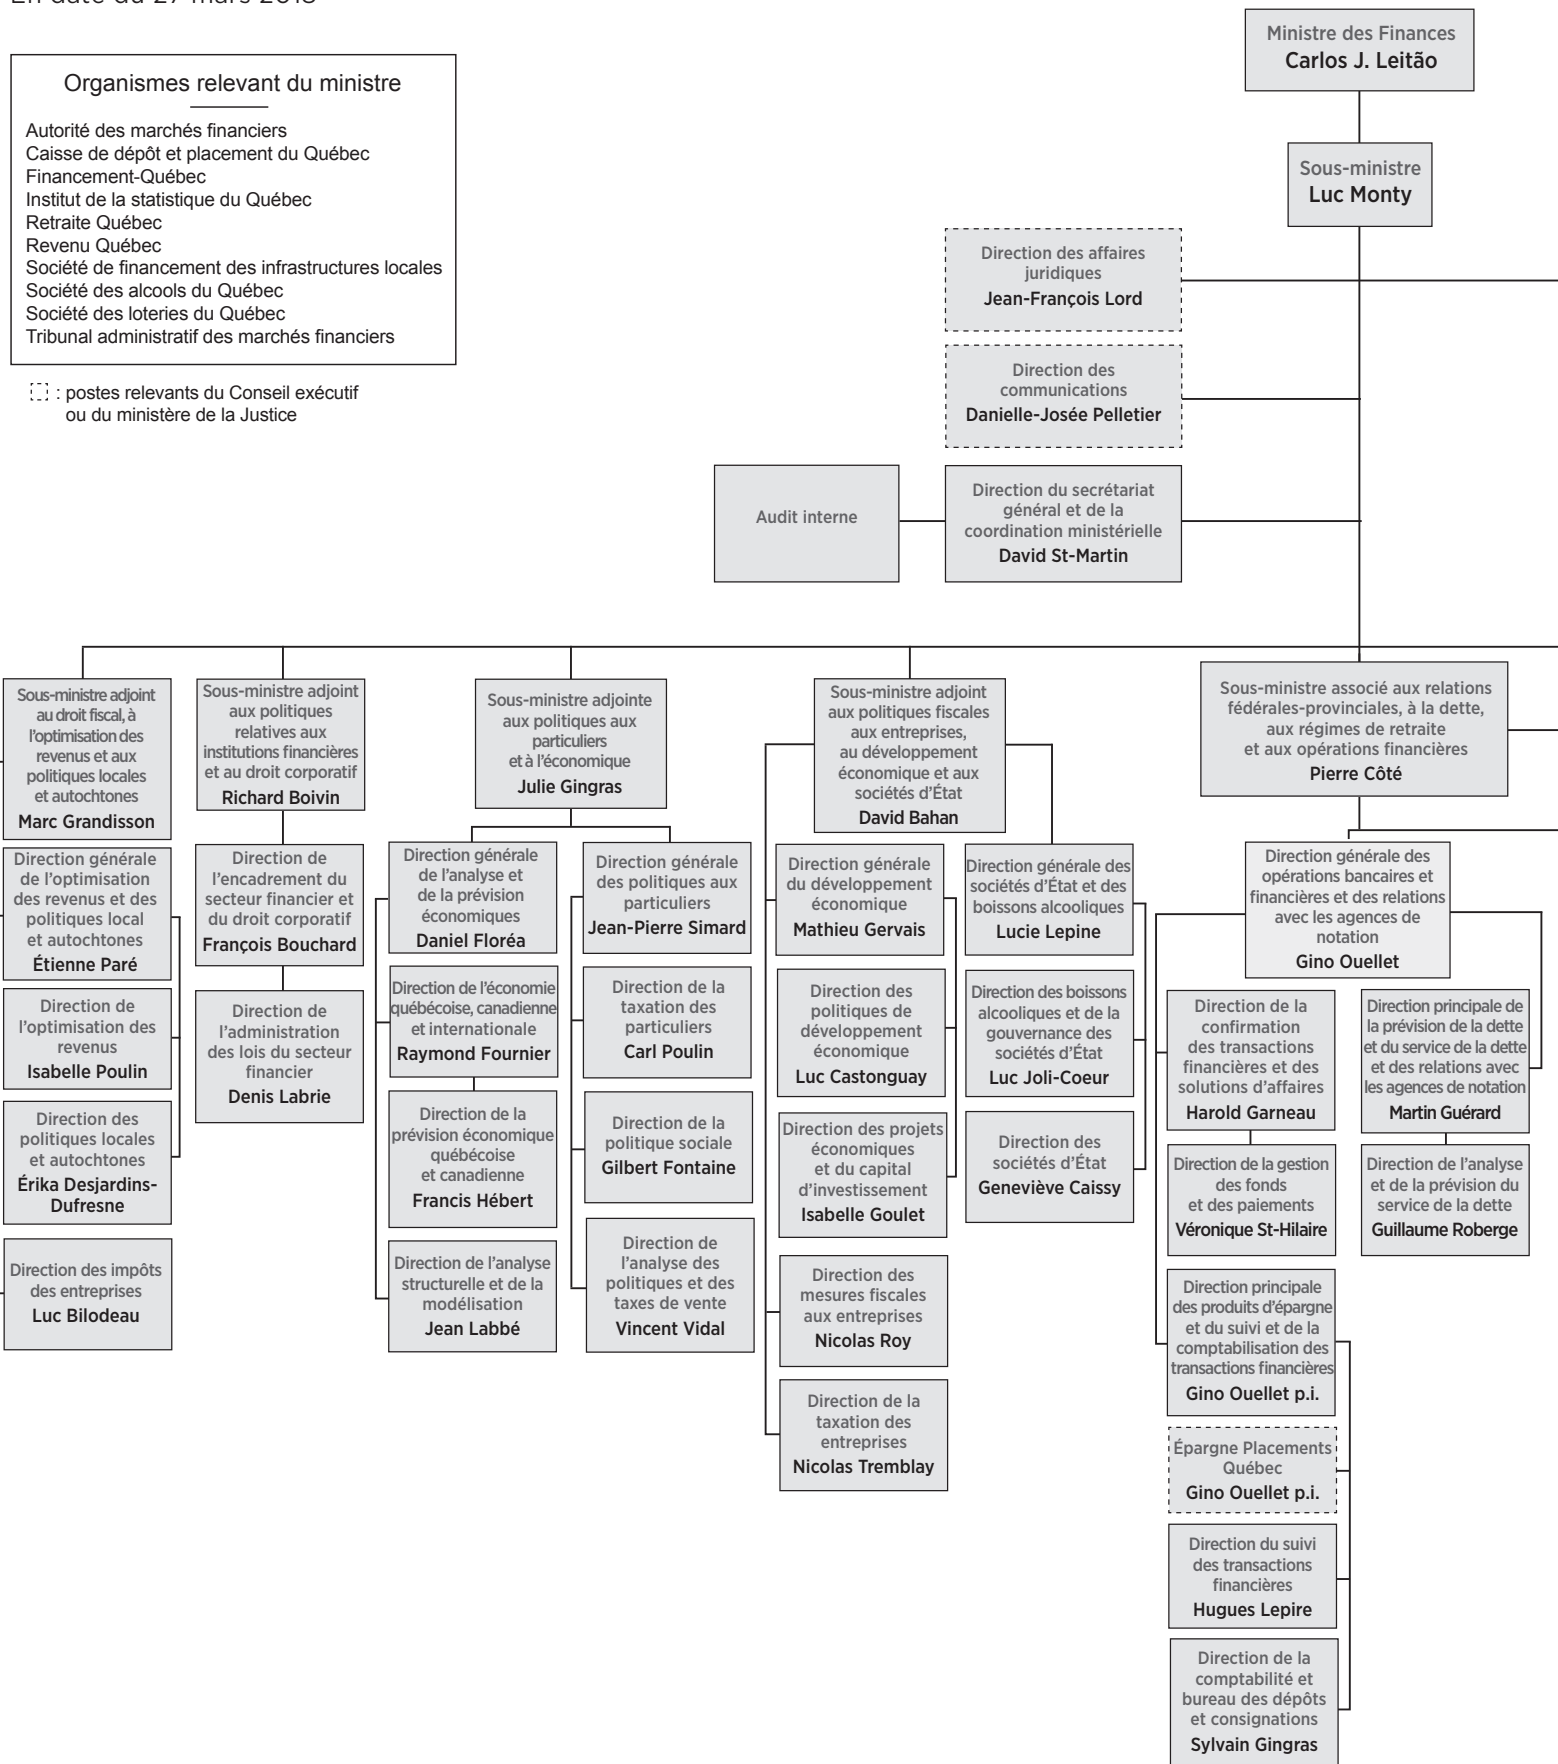 Organismes relevant du ministre
Autorité des marchés financiers
Caisse de dépôt et placement du Québec
Financement-Québec
Institut de la statistique du Québec
Retraite Québec
Revenu Québec
Société de financement des infrastructures locales
Société des alcools du Québec
Société des loteries du Québec
Tribunal administratif des marchés financiers
: postes relevants du Conseil exécutif
ou du ministère de la Justice
Ministre des Finances
Carlos J. Leitão
Sous-ministre
Luc Monty
Direction des affaires
juridiques
Jean-François Lord
Direction des
communications
Danielle-Josée Pelletier
Audit interne
Direction du secrétariat
général et de la
coordination ministérielle
David St-Martin
Sous-ministre adjoint
au droit fiscal, à
l'optimisation des
revenus et aux
politiques locales
et autochtones
Marc Grandisson
Direction générale
de l'optimisation
des revenus et des
politiques local
et autochtones
Étienne Paré
Direction de
l'optimisation des
revenus
Isabelle Poulin
Direction des
politiques locales
et autochtones
Érika Desjardins-
Dufresne
Direction des impôts
des entreprises
Luc Bilodeau
Sous-ministre adjoint
aux politiques
relatives aux
institutions financières
et au droit corporatif
Richard Boivin
Direction de
l'encadrement du
secteur financier et
du droit corporatif
François Bouchard
Direction de
l'administration
des lois du secteur
financier
Denis Labrie
Sous-ministre adjointe
aux politiques aux
particuliers
et à l'économique
Julie Gingras
Direction générale
de l'analyse et
de la prévision
économiques
Daniel Floréa
Direction de l'économie
québécoise, canadienne
et internationale
Raymond Fournier
Direction de la
prévision économique
québécoise
et canadienne
Francis Hébert
Direction de l'analyse
structurelle et de la
modélisation
Jean Labbé
Direction générale
des politiques aux
particuliers
Jean-Pierre Simard
Direction de la
taxation des
particuliers
Carl Poulin
Direction de la
politique sociale
Gilbert Fontaine
Direction de
l'analyse des
politiques et des
taxes de vente
Vincent Vidal
Sous-ministre adjoint
aux politiques fiscales
aux entreprises,
au développement
économique et aux
sociétés d'État
David Bahan
Direction générale
du développement
économique
Mathieu Gervais
Direction des
politiques de
développement
économique
Luc Castonguay
Direction des projets
économiques
et du capital
d'investissement
Isabelle Goulet
Direction des
mesures fiscales
aux entreprises
Nicolas Roy
Direction de la
taxation des
entreprises
Nicolas Tremblay
Direction générale des
sociétés d'État et des
boissons alcooliques
Lucie Lepine
Direction des boissons
alcooliques et de la
gouvernance des
sociétés d'État
Luc Joli-Coeur
Direction des
sociétés d'État
Geneviève Caissy
Sous-ministre associé aux relations
fédérales-provinciales, à la dette,
aux régimes de retraite
et aux opérations financières
Pierre Côté
Direction générale des
opérations bancaires et
financières et des relations
avec les agences de
notation
Gino Ouellet
Direction de la
confirmation
des transactions
financières et des
solutions d'affaires
Harold Garneau
Direction de la gestion
des fonds
et des paiements
Véronique St-Hilaire
Direction principale
des produits d'épargne
et du suivi et de la
comptabilisation des
transactions financières
Gino Ouellet p.i.
Épargne Placements
Québec
Gino Ouellet p.i.
Direction du suivi
des transactions
financières
Hugues Lepire
Direction de la
comptabilité et
bureau des dépôts
et consignations
Sylvain Gingras
Direction principale de
la prévision de la dette
et du service de la dette
et des relations avec
les agences de notation
Martin Guérard
Direction de l'analyse
et de la prévision du
service de la dette
Guillaume Roberge